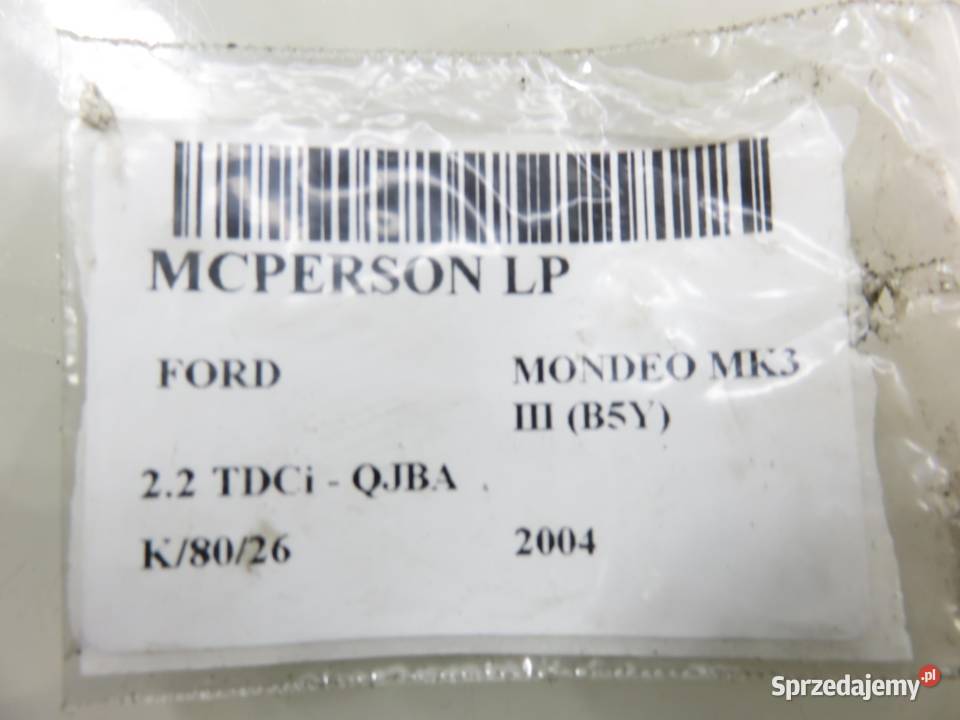 MCPERSON LP
FORD
MONDEO MK3
III (B5Y)
2.2 TDCi - QJBA
K/80/26
2004
Sprzedajemy.pl